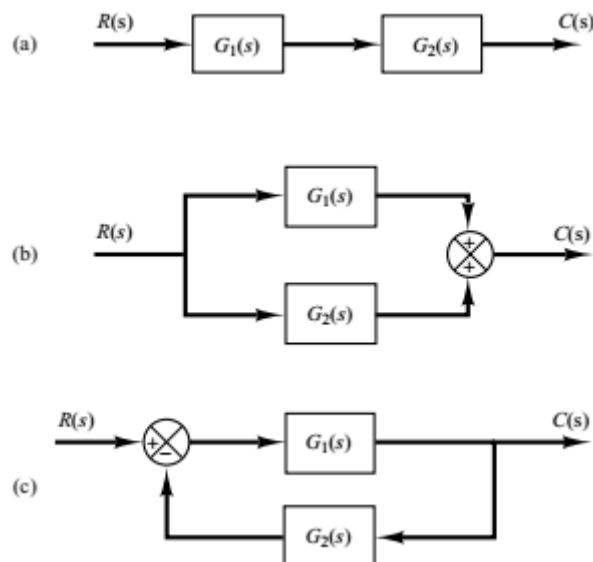 R(s) G₁(s) G₂(s) C(s)
(a)
G₁(s)
R(s) + C(s)
(b) +
G₂(s)
R(s) G₁(s) C(s)
+
−
(c) G₂(s)